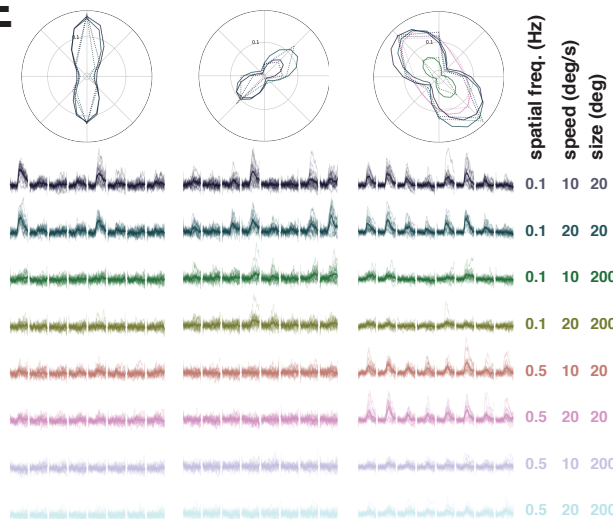 E
0.1
0.1
0.1
spatial freq. (Hz)
speed (deg/s)
size (deg)
0.1 10 20
0.1 20 20
0.1 10 200
0.1 20 200
0.5 10 20
0.5 20 20
0.5 10 200
0.5 20 200